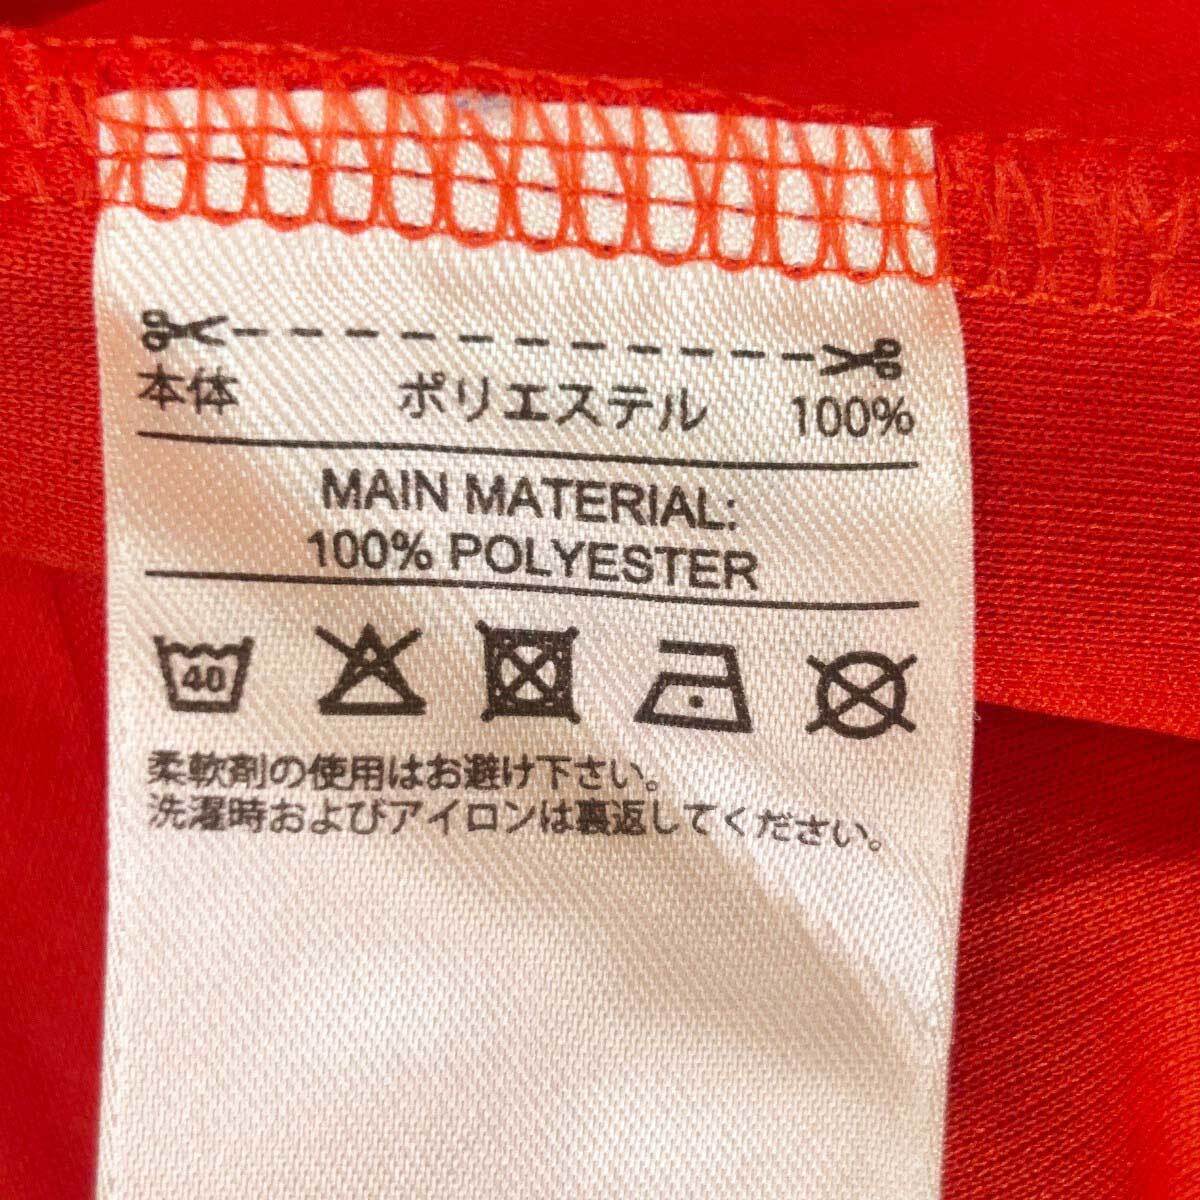 本体 ポリエステル 100%
MAIN MATERIAL:
100% POLYESTER
40
柔軟剤の使用はお避け下さい。
洗濯時およびアイロンは裏返してください。